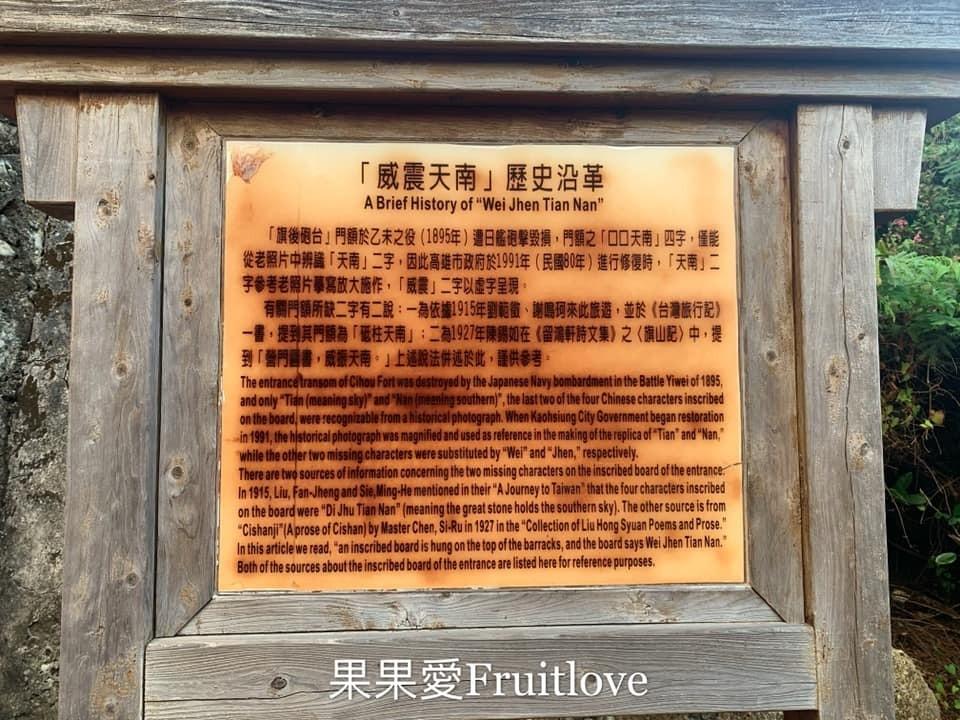 「威震天南」歷史沿革
A Brief History of "Wei Jhen Tian Nan"
「旗後砲台」門額於乙未之役（1895年）遭日艦砲擊毀損，門額之「口口天南」四字，僅能
從老照片中辨識「天南」二字，因此高雄市政府於1991年（民國80年）進行修復時，「天南」二
字參考老照片摹寫放大施作，「威震」二字以虛字呈現。
有關門額所缺二字有二說：一為依據1915年劉範徵、謝鳴珂來此旅遊，並於《台灣旅行記》
一書，提到其門額為「砥柱天南」；二為1927年陳錫如在《留鴻軒詩文集》之〈旗山記〉中，提
到「營門匾書，威振天南。」上述說法併述於此，謹供參考。
The entrance transom of Cihou Fort was destroyed by the Japanese Navy bombardment in the Battle Yiwei of 1895,
and only "Tian (meaning sky)" and "Nan (meaning southern)", the last two of the four Chinese characters inscribed
on the board, were recognizable from a historical photograph. When Kaohsiung City Government began restoration
in 1991, the historical photograph was magnified and used as reference in the making of the replica of "Tian" and "Nan,"
while the other two missing characters were substituted by "Wei" and "Jhen," respectively.
There are two sources of information concerning the two missing characters on the inscribed board of the entrance.
In 1915, Liu, Fan-Jheng and Sie,Ming-He mentioned in their "A Journey to Taiwan" that the four characters inscribed
on the board were "Di Jhu Tian Nan" (meaning the great stone holds the southern sky). The other source is from
"Cishanji"(A prose of Cishan) by Master Chen, Si-Ru in 1927 in the "Collection of Liu Hong Syuan Poems and Prose."
In this article we read, "an inscribed board is hung on the top of the barracks, and the board says Wei Jhen Tian Nan."
Both of the sources about the inscribed board of the entrance are listed here for reference purposes.
果果愛Fruitlove